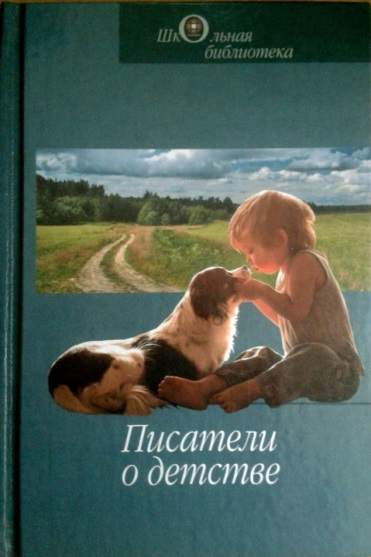 Школьная
библиотека
Писатели
о детстве